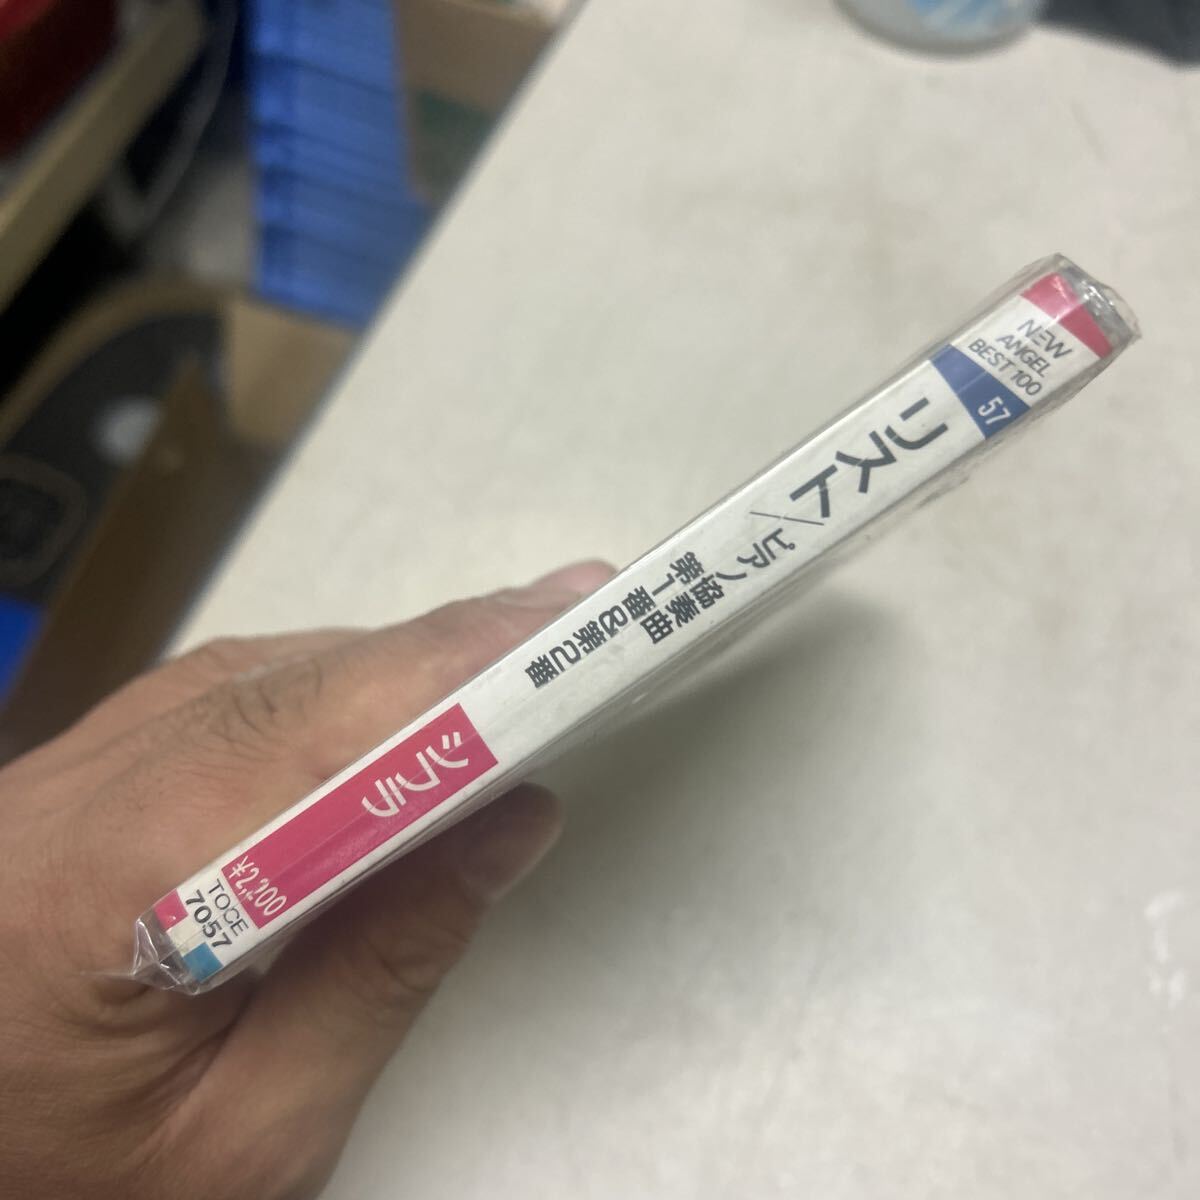 NEW
ANGEL
BEST 100
57
リスト／ピアノ協奏曲
第1番&第2番
シフラ
¥2,200
TOCE
7057